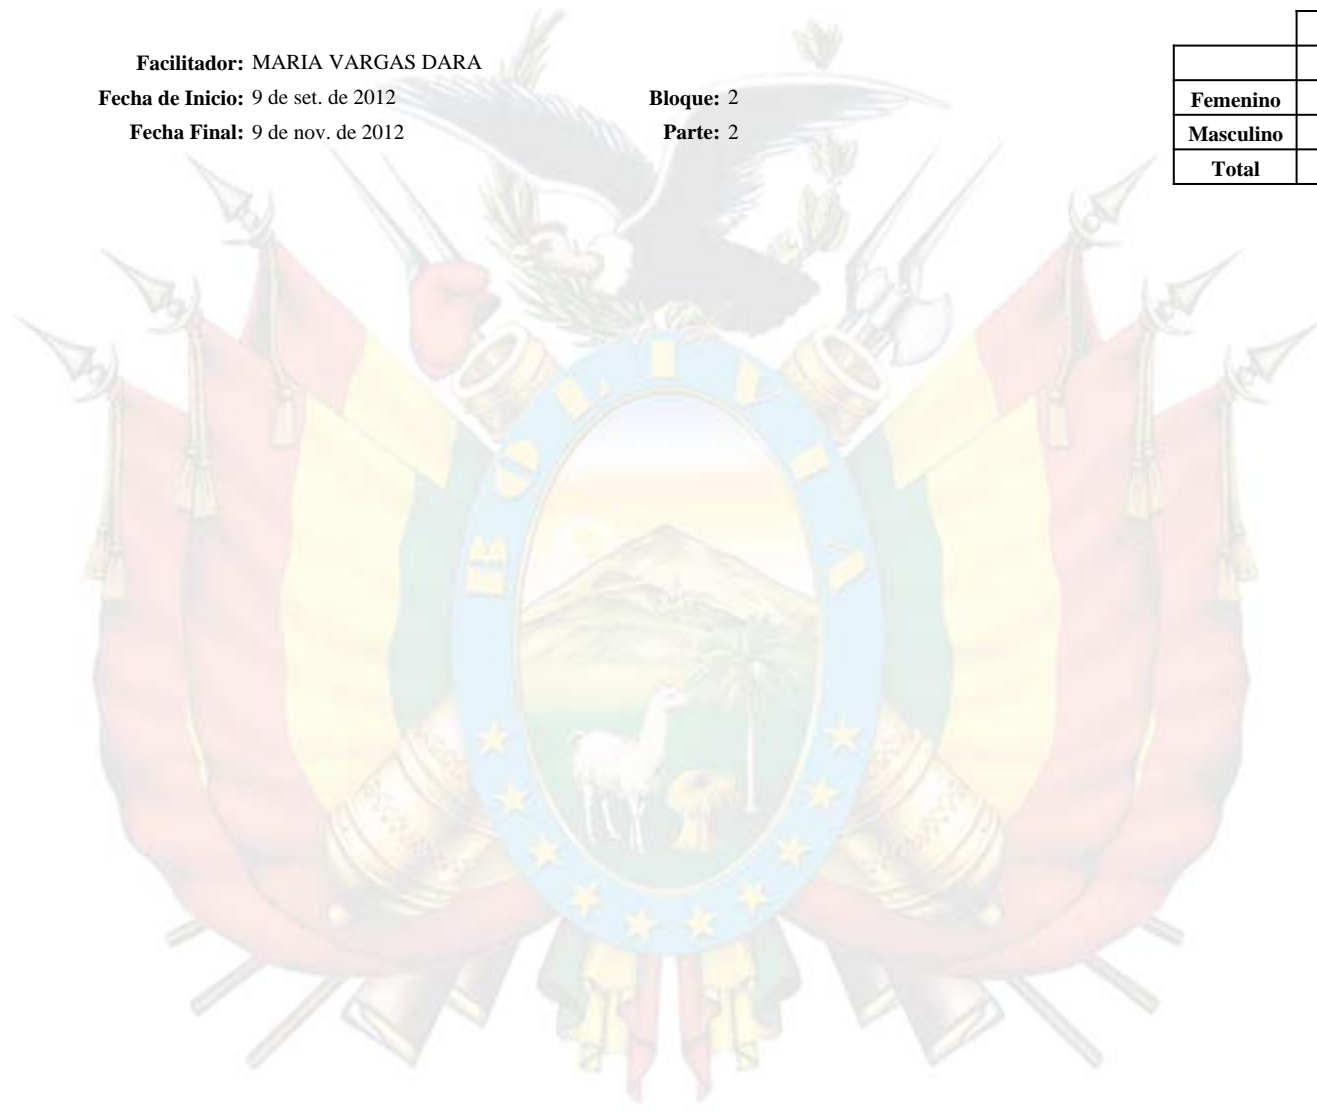 Facilitador: MARIA VARGAS DARA
Fecha de Inicio: 9 de set. de 2012 Bloque: 2
Fecha Final: 9 de nov. de 2012 Parte: 2
Femenino
Masculino
Total
BOLIVIA